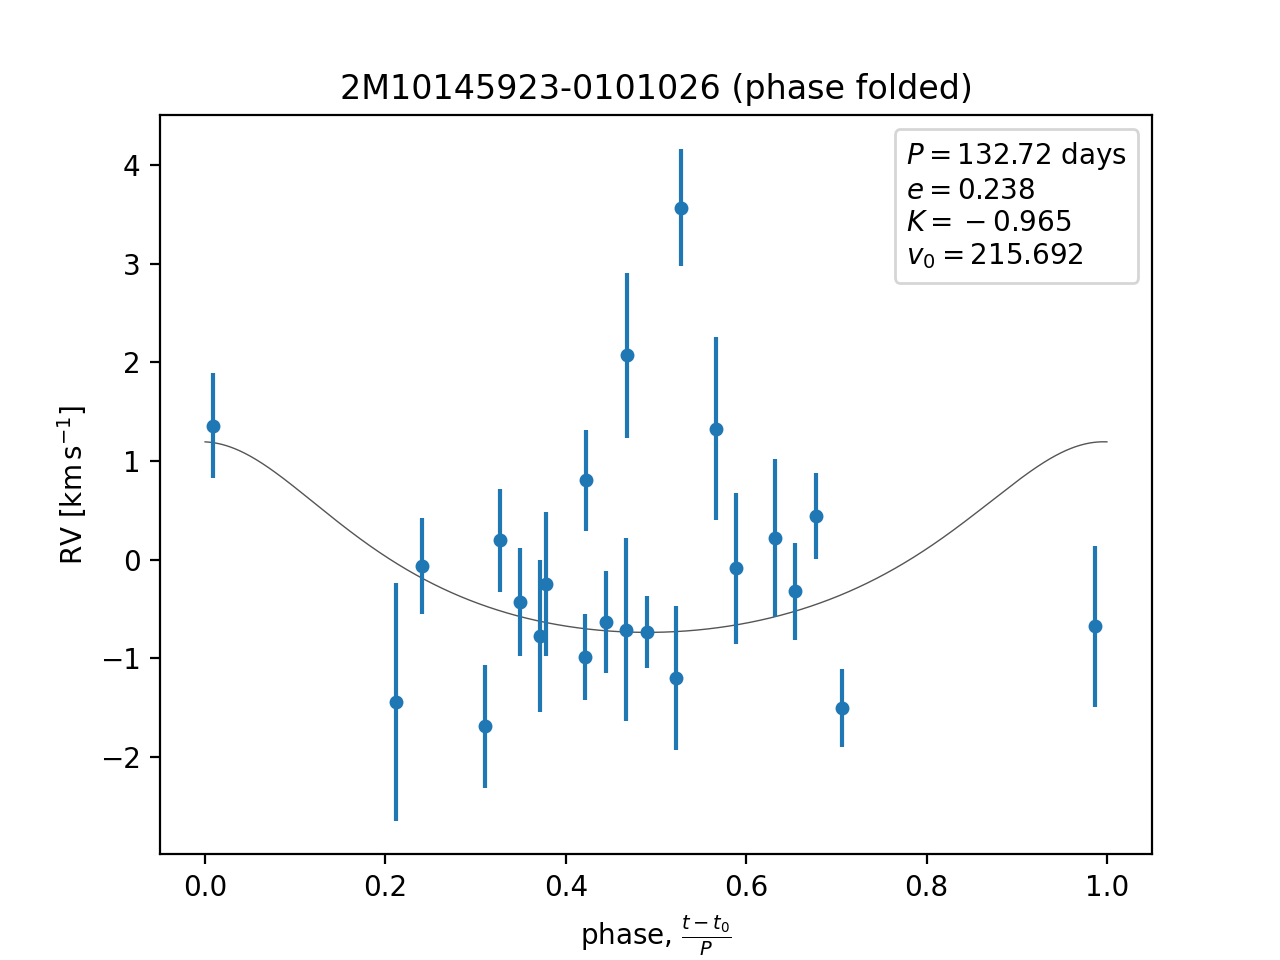 2M10145923-0101026 (phase folded)
P = 132.72 days
e = 0.238
K = −0.965
v₀ = 215.692
4
3
2
1
0
−1
−2
RV [km s⁻¹]
0.0 0.2 0.4 0.6 0.8 1.0
phase, (t − t₀)/P